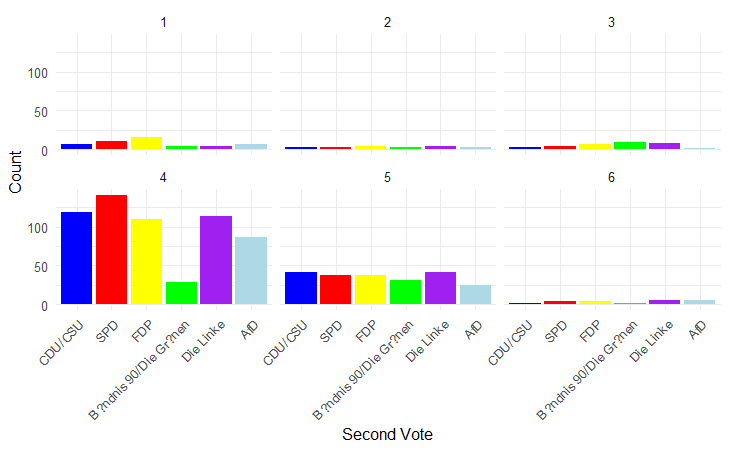 1 2 3
100
50
0
Count
4 5 6
100
50
0
CDU/CSU SPD FDP B?ndnis 90/Die Gr?nen Die Linke AfD
CDU/CSU SPD FDP B?ndnis 90/Die Gr?nen Die Linke AfD
CDU/CSU SPD FDP B?ndnis 90/Die Gr?nen Die Linke AfD
Second Vote